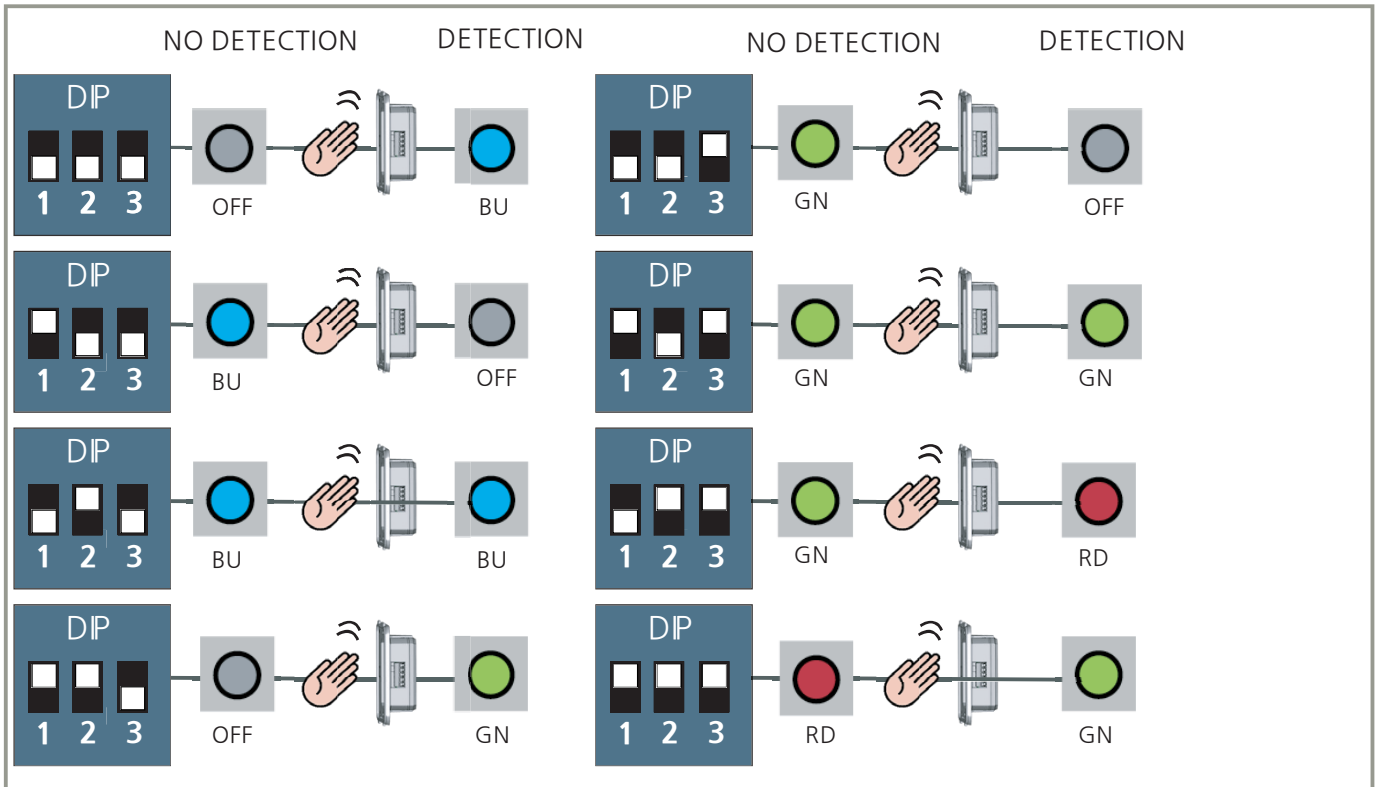 NO DETECTION DETECTION NO DETECTION DETECTION
DIP DIP
1 2 3 OFF BU 1 2 3 GN OFF
DIP DIP
1 2 3 BU OFF 1 2 3 GN GN
DIP DIP
1 2 3 BU BU 1 2 3 GN RD
DIP DIP
1 2 3 OFF GN 1 2 3 RD GN